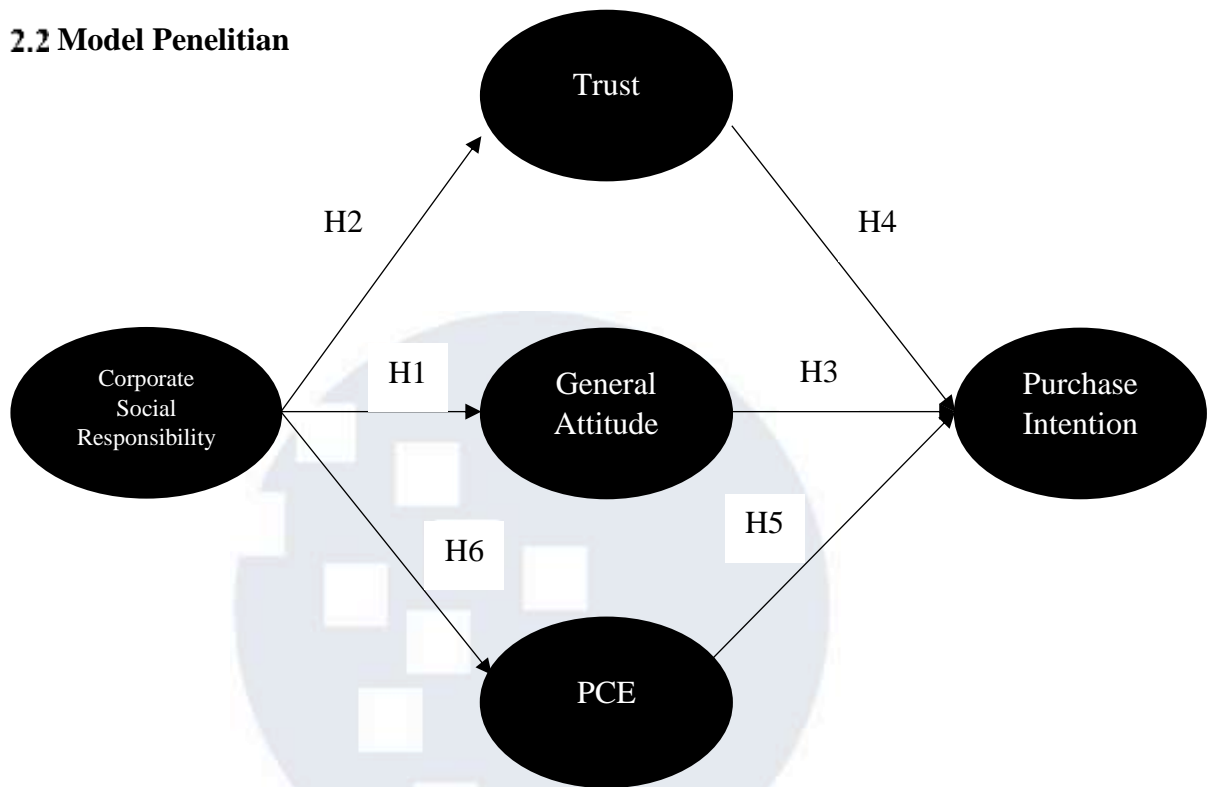 2.2 Model Penelitian
Trust
H2
H4
Corporate
Social
Responsibility
H1
General
Attitude
H3
Purchase
Intention
H6
H5
PCE